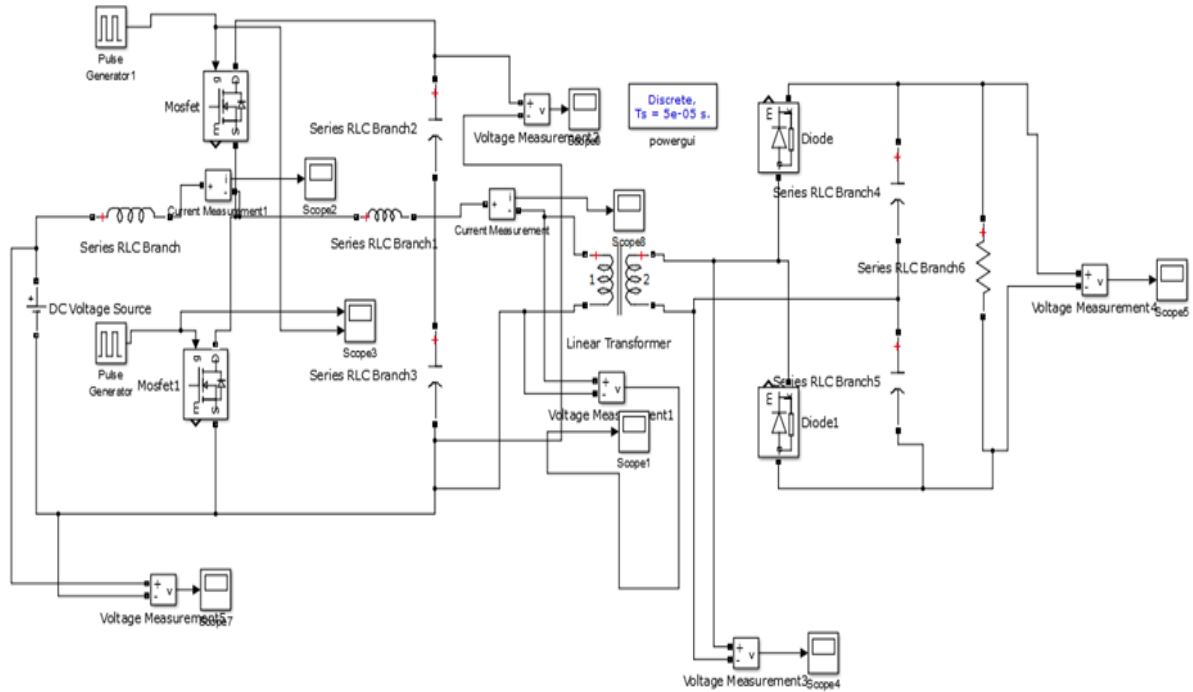 Pulse
Generator1
Mosfet
g
D
m
S
Series RLC Branch2
+
-
v
Voltage Measurement2
Discrete,
Ts = 5e-05 s.
powergui
E
Diode
Series RLC Branch4
i
Scope2
Current Measurement1
Series RLC Branch
Series RLC Branch1
Current Measurement
Scope8
1
2
Linear Transformer
Series RLC Branch6
Voltage Measurement4
Scope5
DC Voltage Source
Scope3
Pulse
Generator
Mosfet1
Series RLC Branch3
Voltage Measurement1
Scope1
Series RLC Branch5
Diode1
Voltage Measurement5
Scope7
Voltage Measurement3
Scope4